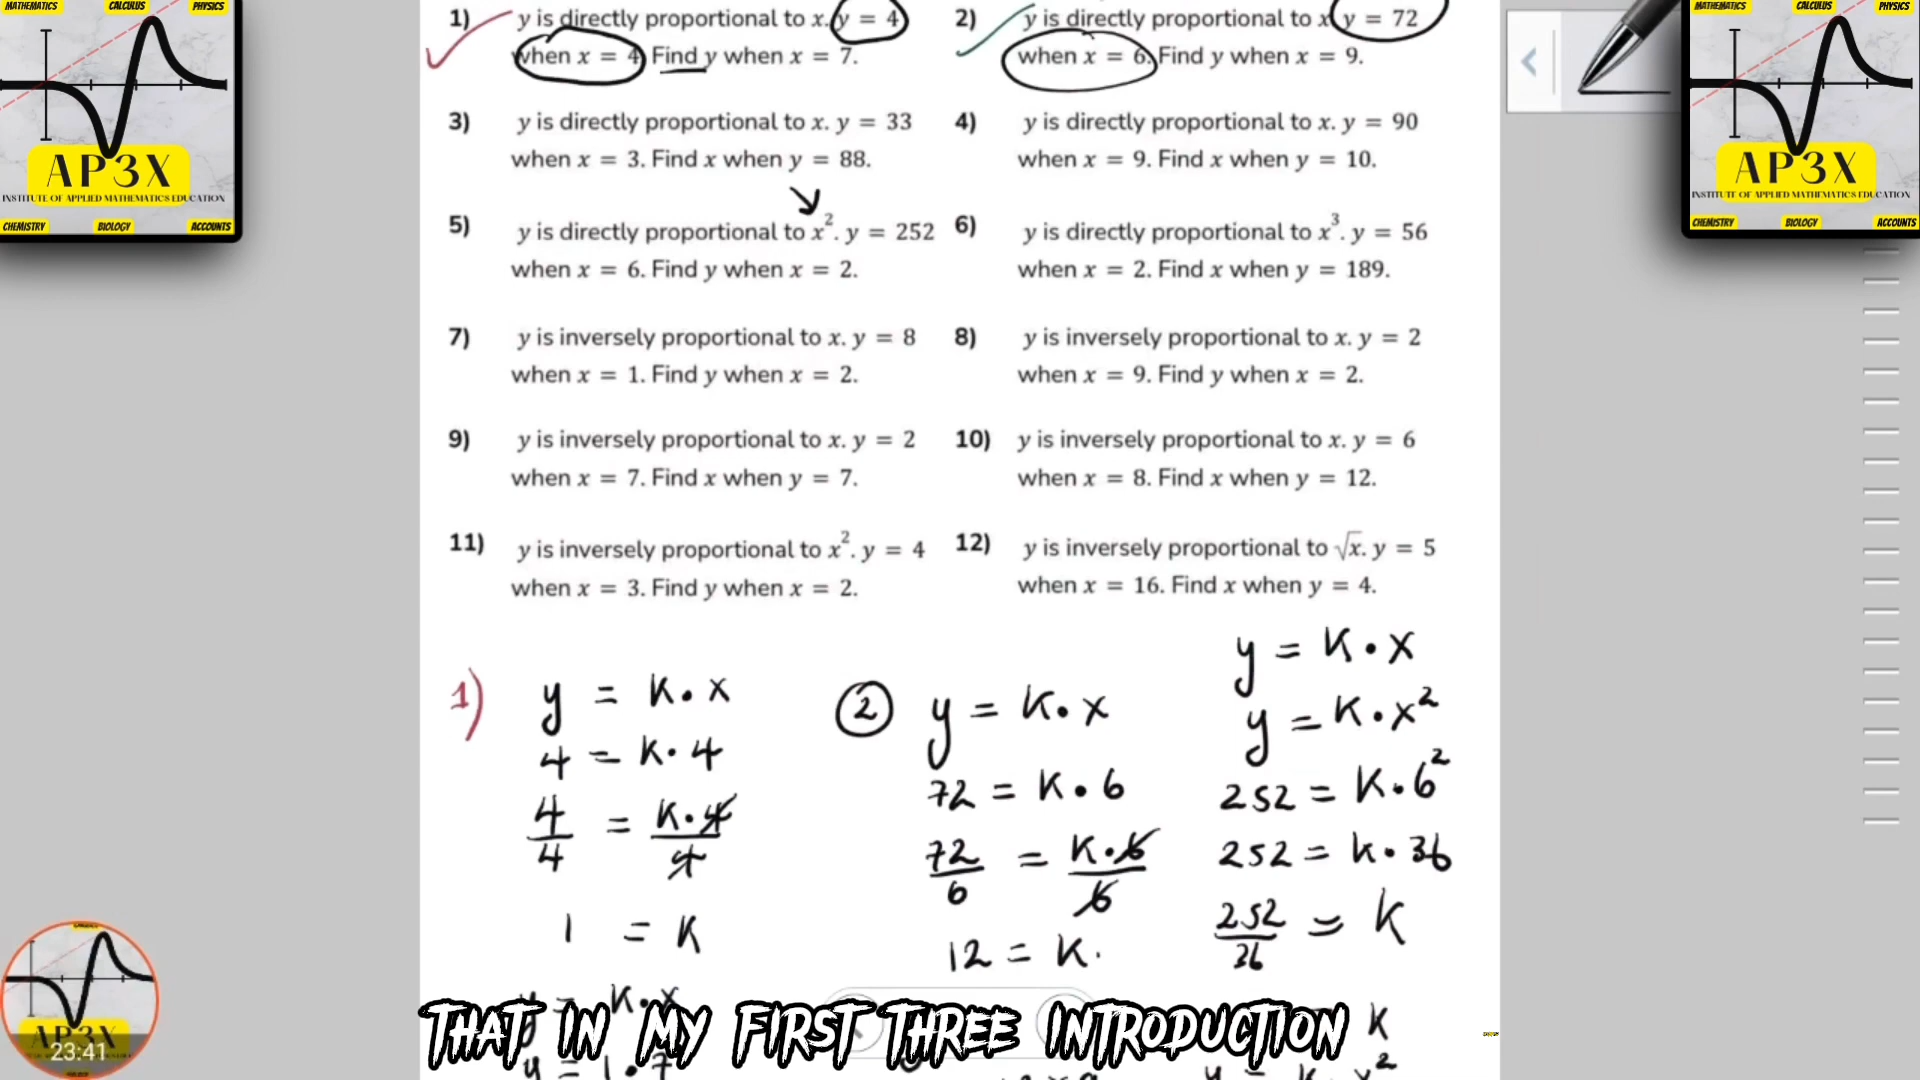 MATHEMATICS CALCULUS PHYSICS
AP3X
INSTITUTE OF APPLIED MATHEMATICS EDUCATION
CHEMISTRY BIOLOGY ACCOUNTS
1) y is directly proportional to x. y = 4
when x = 4. Find y when x = 7.
2) y is directly proportional to x y = 72
when x = 6. Find y when x = 9.
3) y is directly proportional to x. y = 33
when x = 3. Find x when y = 88.
4) y is directly proportional to x. y = 90
when x = 9. Find x when y = 10.
5) y is directly proportional to x². y = 252
when x = 6. Find y when x = 2.
6) y is directly proportional to x³. y = 56
when x = 2. Find x when y = 189.
7) y is inversely proportional to x. y = 8
when x = 1. Find y when x = 2.
8) y is inversely proportional to x. y = 2
when x = 9. Find y when x = 2.
9) y is inversely proportional to x. y = 2
when x = 7. Find x when y = 7.
10) y is inversely proportional to x. y = 6
when x = 8. Find x when y = 12.
11) y is inversely proportional to x². y = 4
when x = 3. Find y when x = 2.
12) y is inversely proportional to √x. y = 5
when x = 16. Find x when y = 4.
1) y = K·x
4 = K·4
4/4 = K·4/4
1 = K
y = K·x
y = 1·7
2 y = K·x
72 = K·6
72/6 = K·6/6
12 = K.
y = K·x
y = K·x²
252 = K·6²
252 = K·36
252/36 = K
K
MATHEMATICS CALCULUS PHYSICS
AP3X
INSTITUTE OF APPLIED MATHEMATICS EDUCATION
CHEMISTRY BIOLOGY ACCOUNTS
AP3X
23:41
THAT IN MY FIRST THREE INTRODUCTION